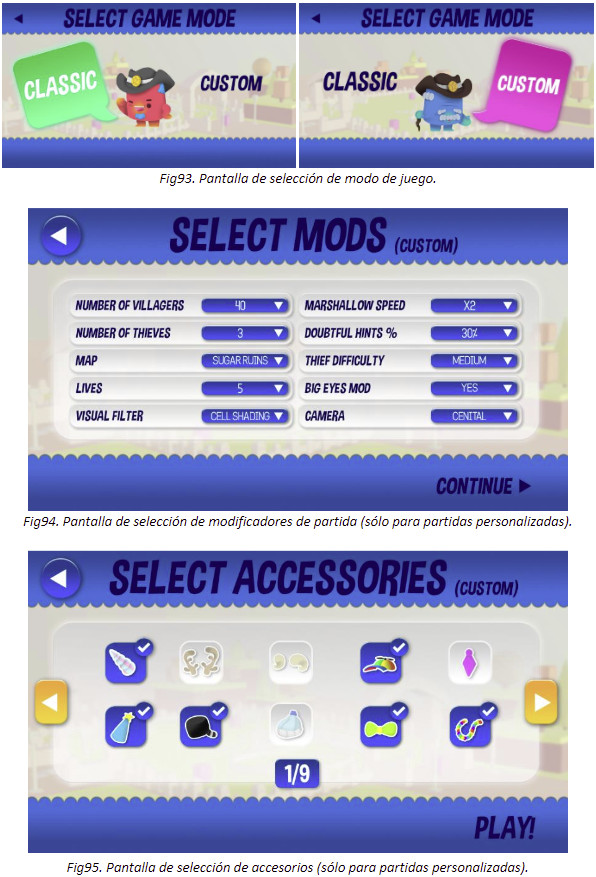 SELECT GAME MODE
CLASSIC
CUSTOM
SELECT GAME MODE
CLASSIC
CUSTOM
Fig93. Pantalla de selección de modo de juego.
SELECT MODS (CUSTOM)
NUMBER OF VILLAGERS 40
MARSHALLOW SPEED X2
NUMBER OF THIEVES 3
DOUBTFUL HINTS % 30%
MAP SUGAR RUINS
THIEF DIFFICULTY MEDIUM
LIVES 5
BIG EYES MOD YES
VISUAL FILTER CELL SHADING
CAMERA CENITAL
CONTINUE
Fig94. Pantalla de selección de modificadores de partida (sólo para partidas personalizadas).
SELECT ACCESSORIES (CUSTOM)
1/9
PLAY!
Fig95. Pantalla de selección de accesorios (sólo para partidas personalizadas).